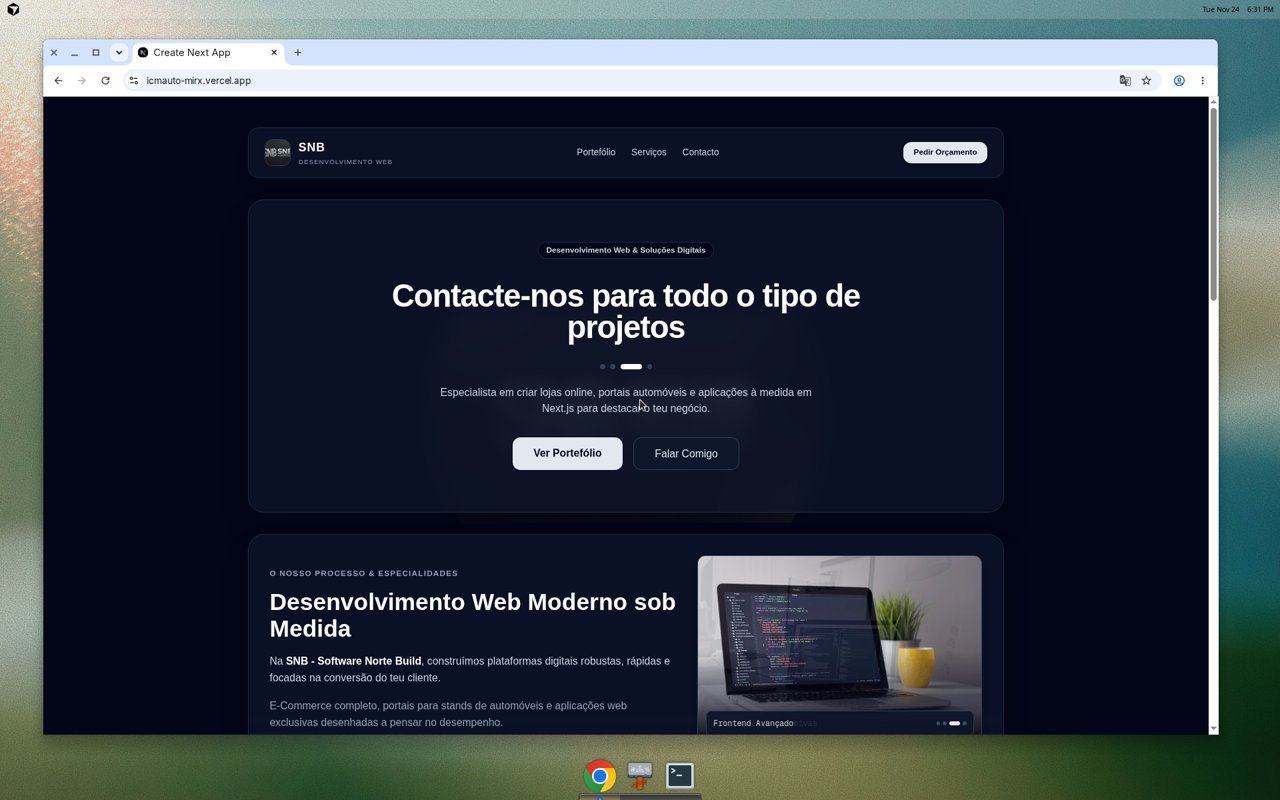 Tue Nov 24 6:31 PM
Create Next App
icmauto-mirx.vercel.app
SNB
DESENVOLVIMENTO WEB
Portefólio Serviços Contacto
Pedir Orçamento
Desenvolvimento Web & Soluções Digitais
Contacte-nos para todo o tipo de
projetos
Especialista em criar lojas online, portais automóveis e aplicações à medida em
Next.js para destacar o teu negócio.
Ver Portefólio
Falar Comigo
O NOSSO PROCESSO & ESPECIALIDADES
Desenvolvimento Web Moderno sob
Medida
Na SNB - Software Norte Build, construímos plataformas digitais robustas, rápidas e
focadas na conversão do teu cliente.
E-Commerce completo, portais para stands de automóveis e aplicações web
exclusivas desenhadas a pensar no desempenho.
Frontend Avançado